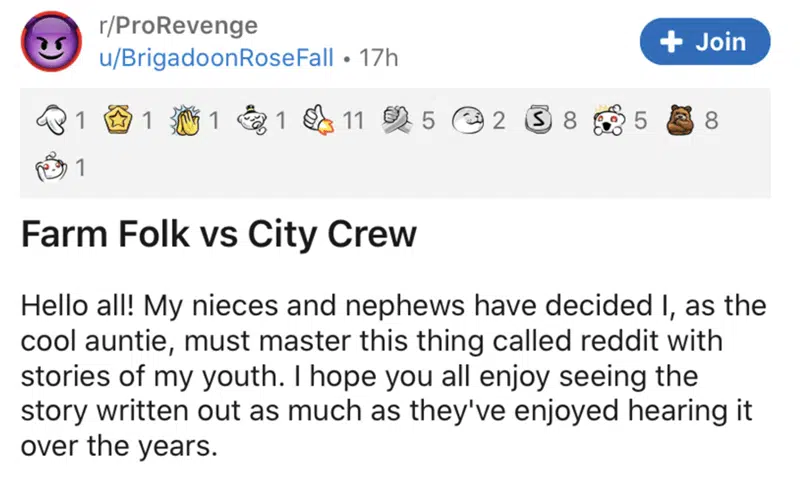 r/ProRevenge
u/BrigadoonRoseFall • 17h
+ Join
1 1 1 1 11 5 2 S 8 5 8
1
Farm Folk vs City Crew
Hello all! My nieces and nephews have decided I, as the
cool auntie, must master this thing called reddit with
stories of my youth. I hope you all enjoy seeing the
story written out as much as they've enjoyed hearing it
over the years.